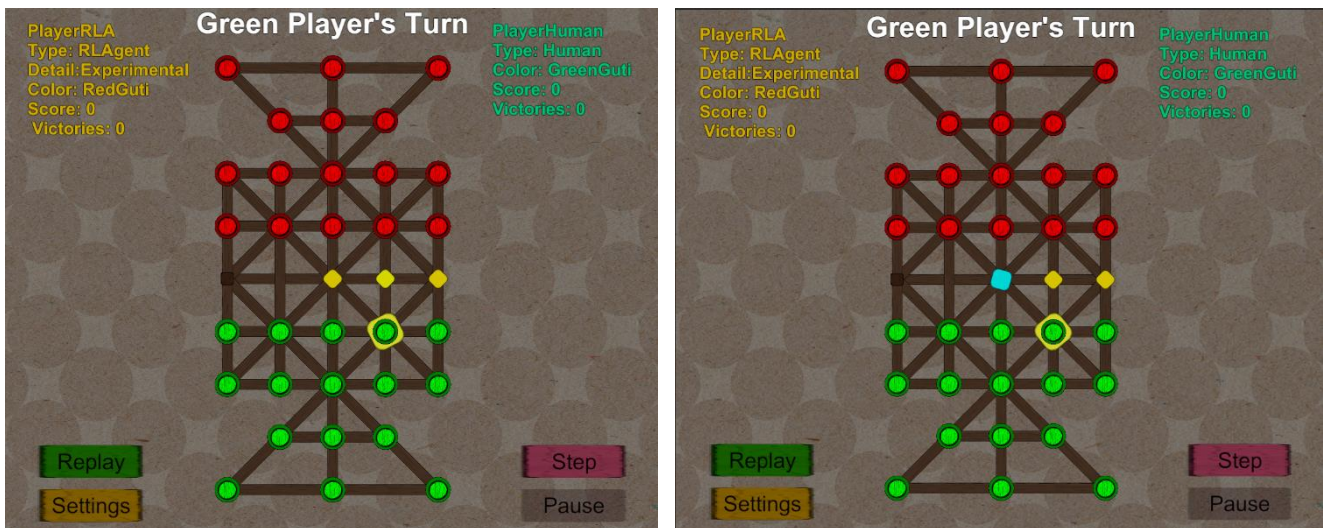 Green Player's Turn
PlayerRLA
Type: RLAgent
Detail:Experimental
Color: RedGuti
Score: 0
Victories: 0
PlayerHuman
Type: Human
Color: GreenGuti
Score: 0
Victories: 0
Replay
Settings
Step
Pause
Green Player's Turn
PlayerRLA
Type: RLAgent
Detail:Experimental
Color: RedGuti
Score: 0
Victories: 0
PlayerHuman
Type: Human
Color: GreenGuti
Score: 0
Victories: 0
Replay
Settings
Step
Pause